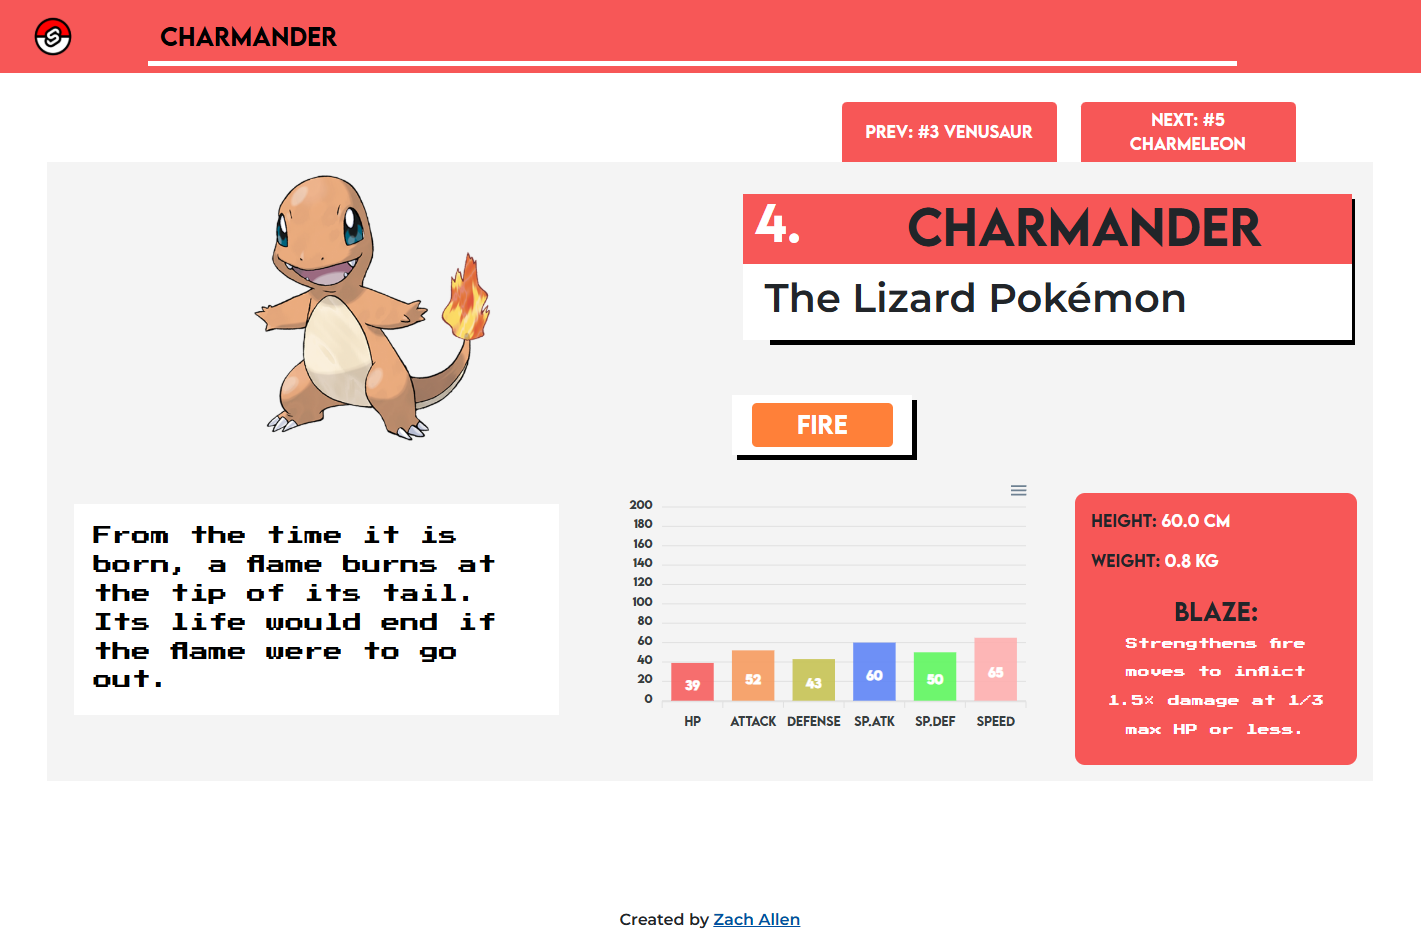 CHARMANDER
PREV: #3 VENUSAUR
NEXT: #5
CHARMELEON
4.
CHARMANDER
The Lizard Pokémon
FIRE
From the time it is
born, a flame burns at
the tip of its tail.
Its life would end if
the flame were to go
out.
200
180
160
140
120
100
80
60
40
20
0
39
52
43
60
50
65
HP
ATTACK
DEFENSE
SP.ATK
SP.DEF
SPEED
HEIGHT: 60.0 CM
WEIGHT: 0.8 KG
BLAZE:
Strengthens fire
moves to inflict
1.5× damage at 1/3
max HP or less.
Created by Zach Allen